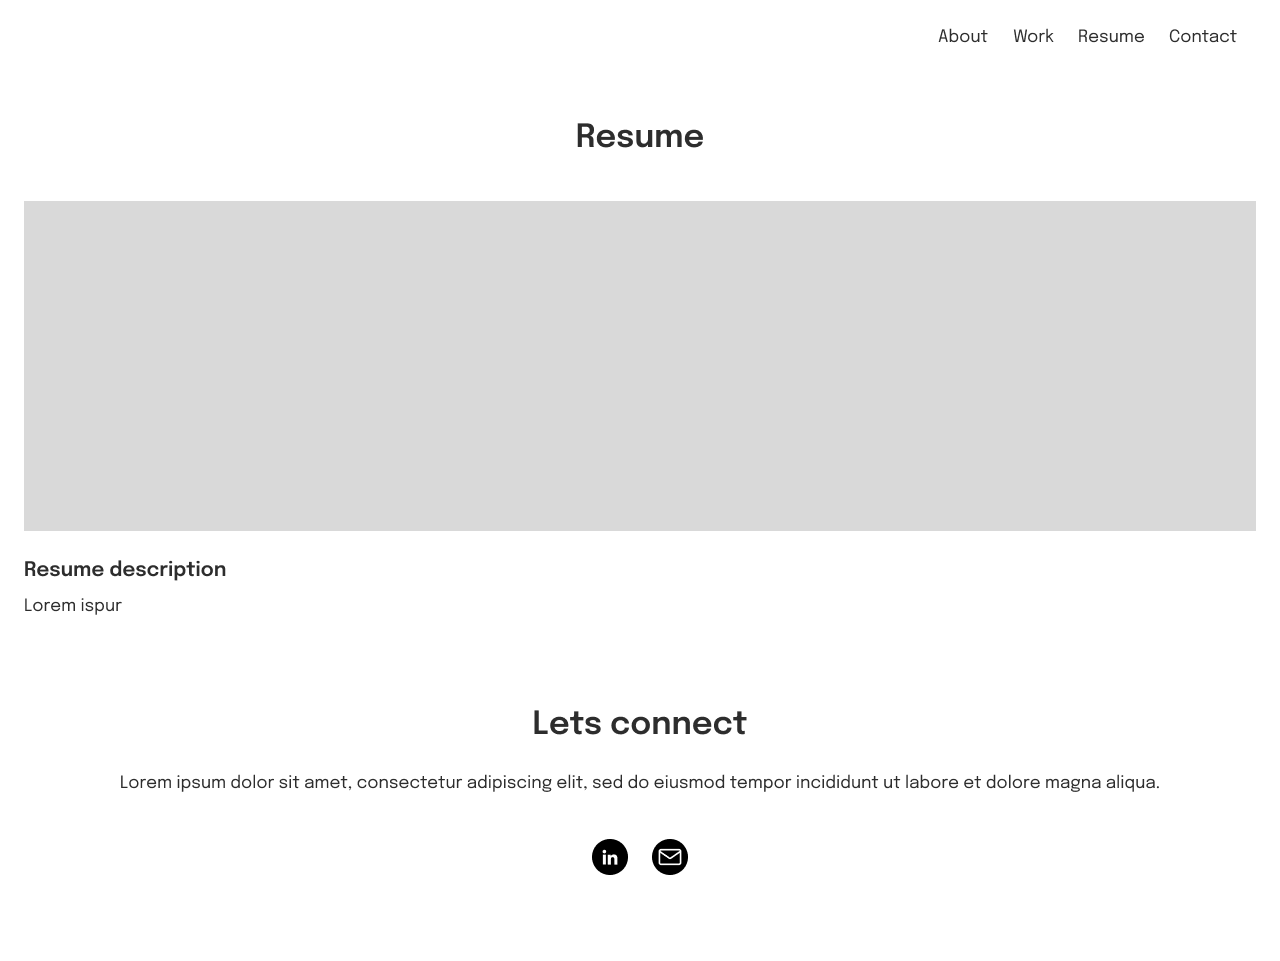 About Work Resume Contact
Resume
Resume description
Lorem ispur
Lets connect
Lorem ipsum dolor sit amet, consectetur adipiscing elit, sed do eiusmod tempor incididunt ut labore et dolore magna aliqua.
in